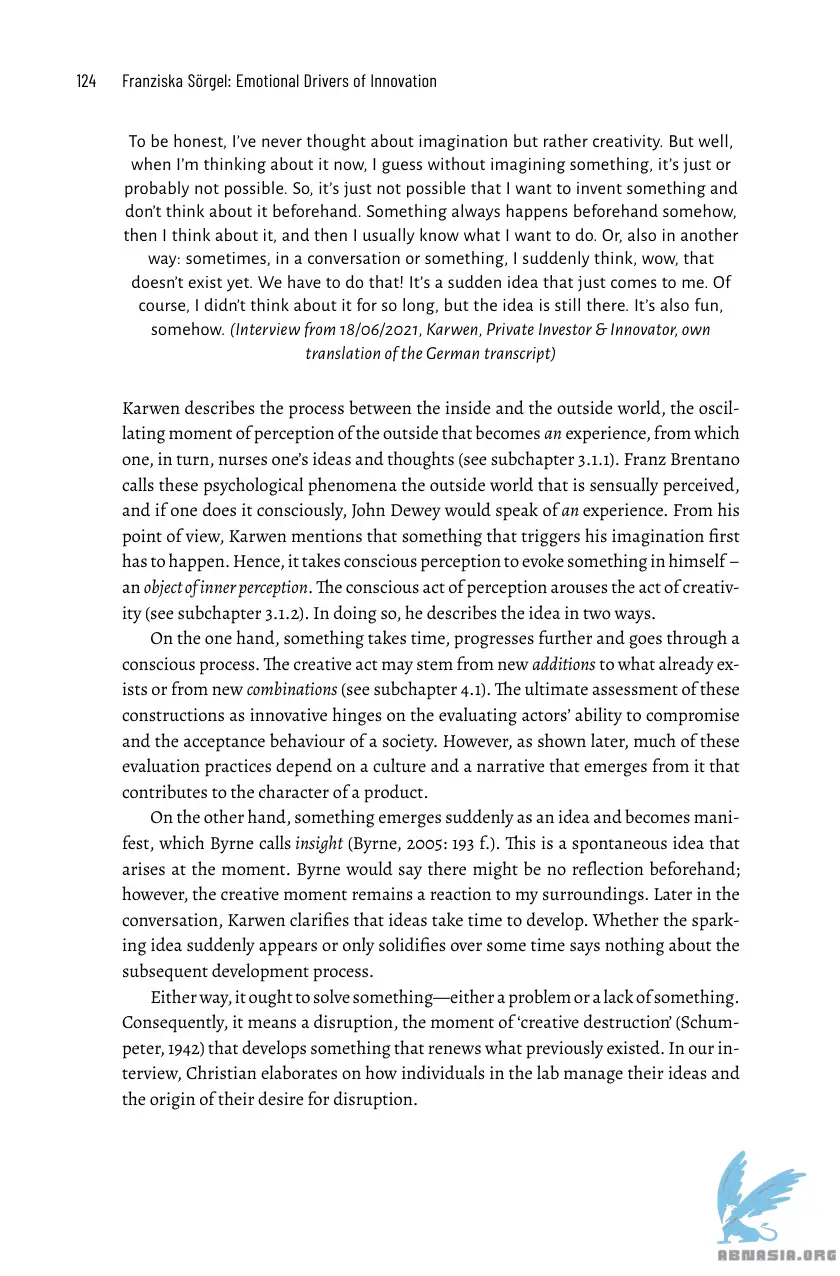 124 Franziska Sörgel: Emotional Drivers of Innovation
To be honest, I’ve never thought about imagination but rather creativity. But well,
when I’m thinking about it now, I guess without imagining something, it’s just or
probably not possible. So, it’s just not possible that I want to invent something and
don’t think about it beforehand. Something always happens beforehand somehow,
then I think about it, and then I usually know what I want to do. Or, also in another
way: sometimes, in a conversation or something, I suddenly think, wow, that
doesn’t exist yet. We have to do that! It’s a sudden idea that just comes to me. Of
course, I didn’t think about it for so long, but the idea is still there. It’s also fun,
somehow. (Interview from 18/06/2021, Karwen, Private Investor & Innovator, own
translation of the German transcript)
Karwen describes the process between the inside and the outside world, the oscil-
lating moment of perception of the outside that becomes an experience, from which
one, in turn, nurses one’s ideas and thoughts (see subchapter 3.1.1). Franz Brentano
calls these psychological phenomena the outside world that is sensually perceived,
and if one does it consciously, John Dewey would speak of an experience. From his
point of view, Karwen mentions that something that triggers his imagination first
has to happen. Hence, it takes conscious perception to evoke something in himself –
an object of inner perception. The conscious act of perception arouses the act of creativ-
ity (see subchapter 3.1.2). In doing so, he describes the idea in two ways.
On the one hand, something takes time, progresses further and goes through a
conscious process. The creative act may stem from new additions to what already ex-
ists or from new combinations (see subchapter 4.1). The ultimate assessment of these
constructions as innovative hinges on the evaluating actors’ ability to compromise
and the acceptance behaviour of a society. However, as shown later, much of these
evaluation practices depend on a culture and a narrative that emerges from it that
contributes to the character of a product.
On the other hand, something emerges suddenly as an idea and becomes mani-
fest, which Byrne calls insight (Byrne, 2005: 193 f.). This is a spontaneous idea that
arises at the moment. Byrne would say there might be no reflection beforehand;
however, the creative moment remains a reaction to my surroundings. Later in the
conversation, Karwen clarifies that ideas take time to develop. Whether the spark-
ing idea suddenly appears or only solidifies over some time says nothing about the
subsequent development process.
Either way, it ought to solve something—either a problem or a lack of something.
Consequently, it means a disruption, the moment of ‘creative destruction’ (Schum-
peter, 1942) that develops something that renews what previously existed. In our in-
terview, Christian elaborates on how individuals in the lab manage their ideas and
the origin of their desire for disruption.
ABNASIA.ORG